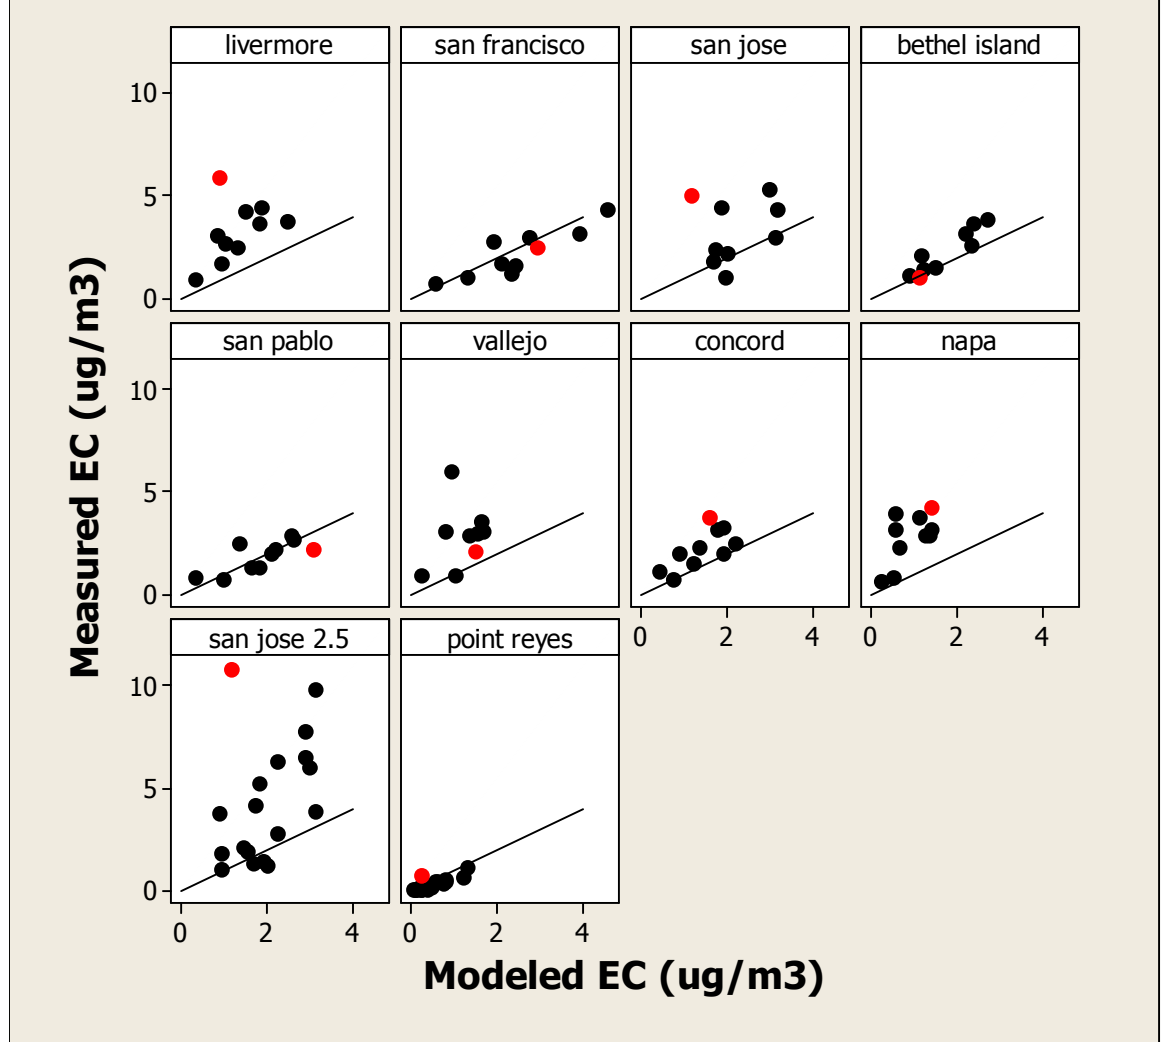 livermore san francisco san jose bethel island
10
5
0
san pablo vallejo concord napa
10
5
0
0 2 4 0 2 4
san jose 2.5 point reyes
10
5
0
0 2 4 0 2 4
Measured EC (ug/m3)
Modeled EC (ug/m3)